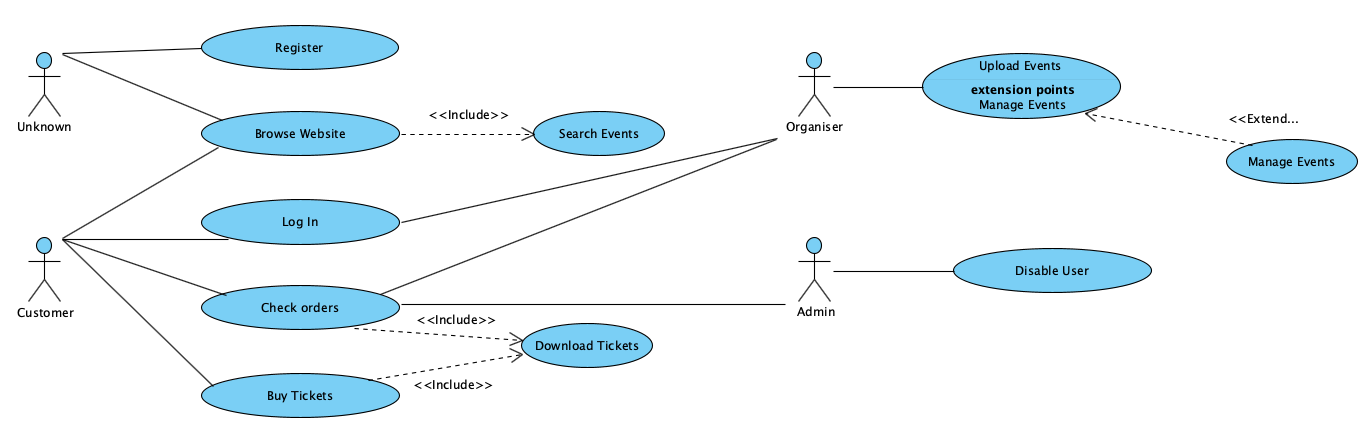 Register
Unknown
Browse Website
<<Include>>
Search Events
Log In
Customer
Check orders
<<Include>>
Download Tickets
<<Include>>
Buy Tickets
Organiser
Upload Events
extension points
Manage Events
<<Extend...
Manage Events
Admin
Disable User